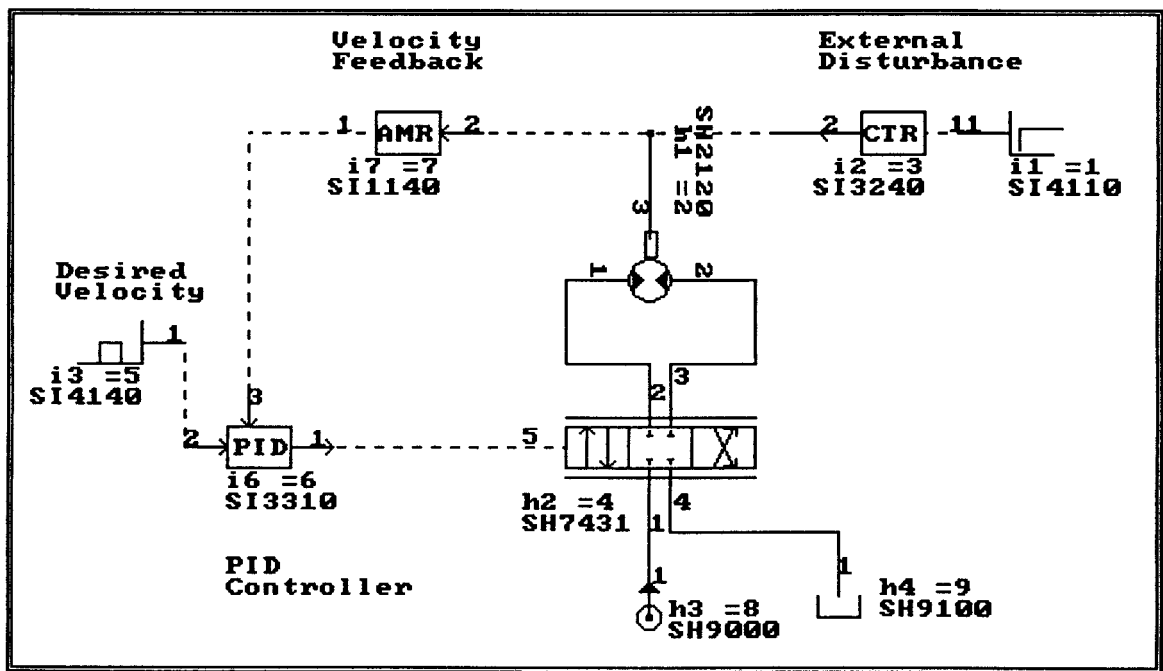 Velocity
Feedback
External
Disturbance
1
AMR
2
i7 =7
SI1140
SH2120
h1 =2
2
CTR
11
i2 =3
SI3240
i1 =1
SI4110
3
1
2
Desired
Velocity
1
i3 =5
SI4140
3
2
PID
1
i6 =6
SI3310
5
2
3
h2 =4
SH7431
1
4
PID
Controller
1
h3 =8
SH9000
1
h4 =9
SH9100